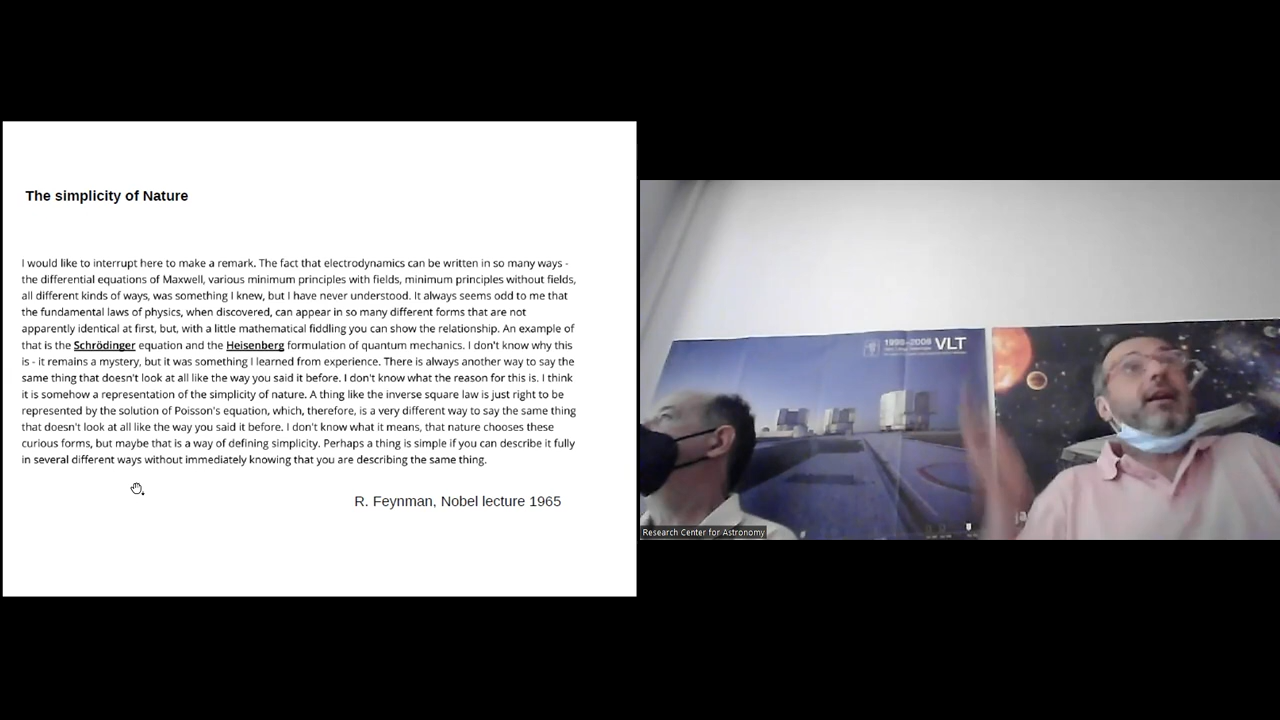 The simplicity of Nature
I would like to interrupt here to make a remark. The fact that electrodynamics can be written in so many ways -
the differential equations of Maxwell, various minimum principles with fields, minimum principles without fields,
all different kinds of ways, was something I knew, but I have never understood. It always seems odd to me that
the fundamental laws of physics, when discovered, can appear in so many different forms that are not
apparently identical at first, but, with a little mathematical fiddling you can show the relationship. An example of
that is the Schrödinger equation and the Heisenberg formulation of quantum mechanics. I don't know why this
is - it remains a mystery, but it was something I learned from experience. There is always another way to say the
same thing that doesn't look at all like the way you said it before. I don't know what the reason for this is. I think
it is somehow a representation of the simplicity of nature. A thing like the inverse square law is just right to be
represented by the solution of Poisson's equation, which, therefore, is a very different way to say the same thing
that doesn't look at all like the way you said it before. I don't know what it means, that nature chooses these
curious forms, but maybe that is a way of defining simplicity. Perhaps a thing is simple if you can describe it fully
in several different ways without immediately knowing that you are describing the same thing.
R. Feynman, Nobel lecture 1965
1998–2008 VLT
ja
Research Center for Astronomy